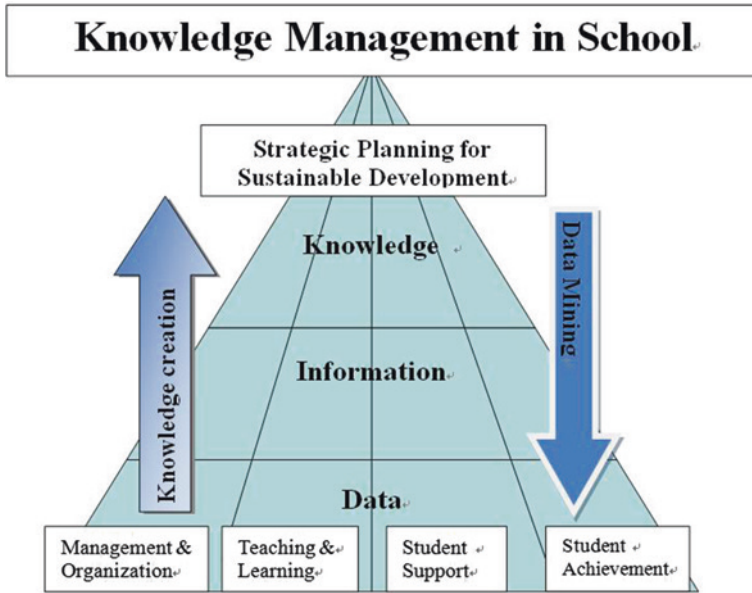 Knowledge Management in School
Strategic Planning for
Sustainable Development
Knowledge
Knowledge creation
Data Mining
Information
Data
Management &
Organization
Teaching &
Learning
Student
Support
Student
Achievement